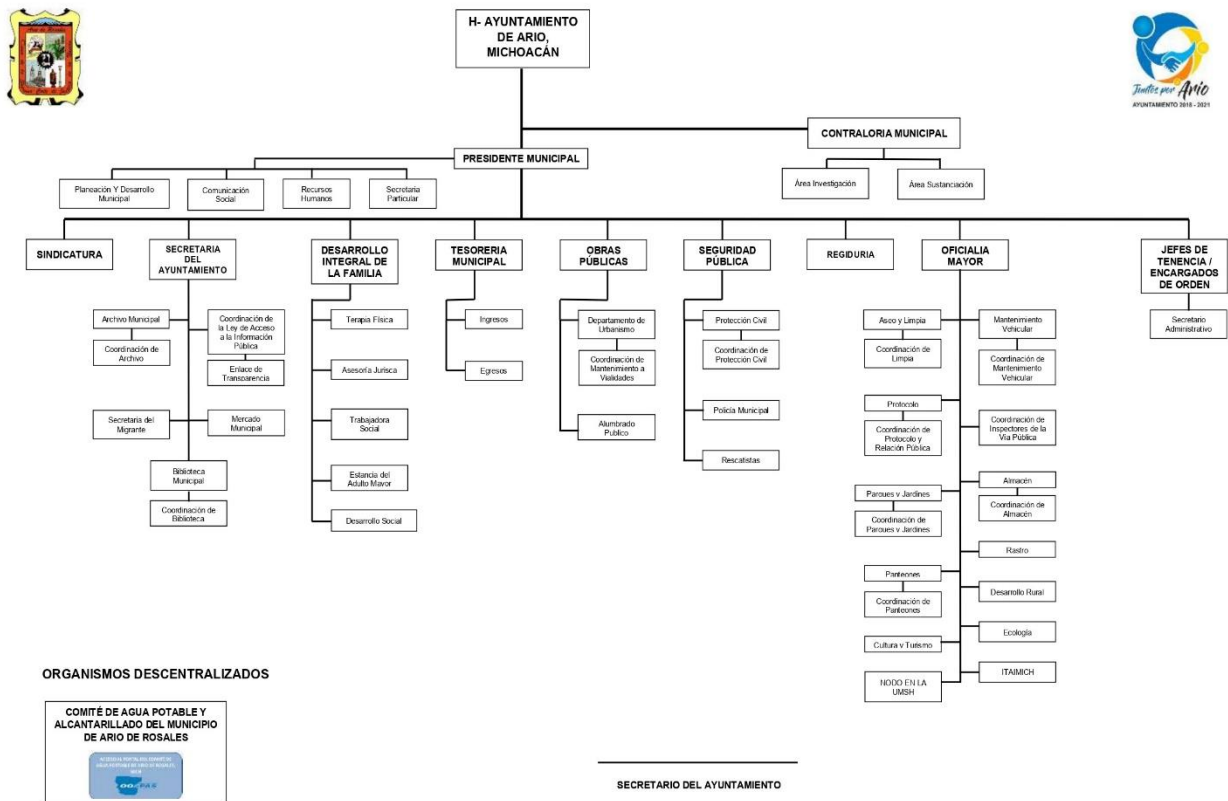 Ario de Rosales
H- AYUNTAMIENTO
DE ARIO,
MICHOACÁN
Juntos por Ario
AYUNTAMIENTO 2018 - 2021
CONTRALORIA MUNICIPAL
PRESIDENTE MUNICIPAL
Planeación Y Desarrollo
Municipal
Comunicación
Social
Recursos
Humanos
Secretaria
Particular
Área Investigación
Área Sustanciación
SINDICATURA
SECRETARIA
DEL
AYUNTAMIENTO
DESARROLLO
INTEGRAL DE
LA FAMILIA
TESORERIA
MUNICIPAL
OBRAS
PÚBLICAS
SEGURIDAD
PÚBLICA
REGIDURIA
OFICIALIA
MAYOR
JEFES DE
TENENCIA /
ENCARGADOS
DE ORDEN
Archivo Municipal
Coordinación de
Archivo
Coordinación de
la Ley de Acceso
a la Información
Pública
Enlace de
Transparencia
Secretaria del
Migrante
Mercado
Municipal
Biblioteca
Municipal
Coordinación de
Biblioteca
Terapia Física
Asesoría Jurisca
Trabajadora
Social
Estancia del
Adulto Mayor
Desarrollo Social
Ingresos
Egresos
Departamento de
Urbanismo
Coordinación de
Mantenimiento a
Vialidades
Alumbrado
Publico
Protección Civil
Coordinación de
Protección Civil
Policía Municipal
Rescatistas
Aseo y Limpia
Coordinación de
Limpia
Protocolo
Coordinación de
Protocolo y
Relación Pública
Parques y Jardines
Coordinación de
Parques y Jardines
Panteones
Coordinación de
Panteones
Cultura y Turismo
NODO EN LA
UMSH
Mantenimiento
Vehicular
Coordinación de
Mantenimento
Vehicular
Coordinación de
Inspectores de la
Vía Pública
Almacén
Coordinación de
Almacén
Rastro
Desarrollo Rural
Ecología
ITAIMICH
Secretario
Administrativo
ORGANISMOS DESCENTRALIZADOS
COMITÉ DE AGUA POTABLE Y
ALCANTARILLADO DEL MUNICIPIO
DE ARIO DE ROSALES
SECRETARIO DEL AYUNTAMIENTO